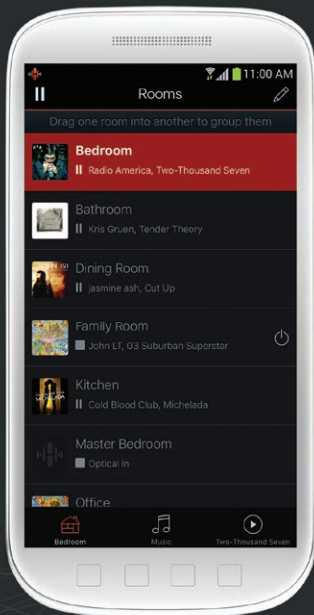 11:00 AM
Rooms
Drag one room into another to group them
Bedroom
Radio America, Two-Thousand Seven
Bathroom
Kris Gruen, Tender Theory
Dining Room
jasmine ash, Cut Up
Family Room
John LT, 03 Suburban Superstar
Kitchen
Cold Blood Club, Michelada
Master Bedroom
Optical In
Office
Bedroom
Music
Two-Thousand Seven